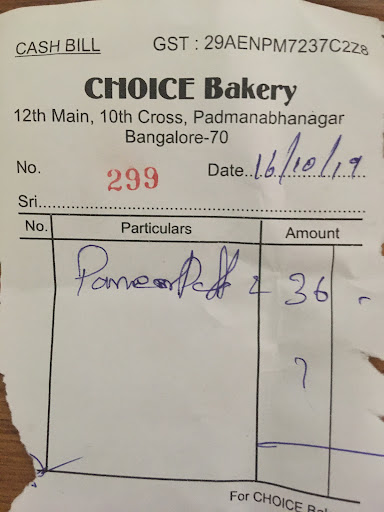 CASH BILL GST : 29AENPM7237C2Z8
CHOICE Bakery
12th Main, 10th Cross, Padmanabhanagar
Bangalore-70
No. 299 Date..16/10/19
Sri.......................................................
No. Particulars Amount
Paneer Puff 2 36 -
For CHOICE